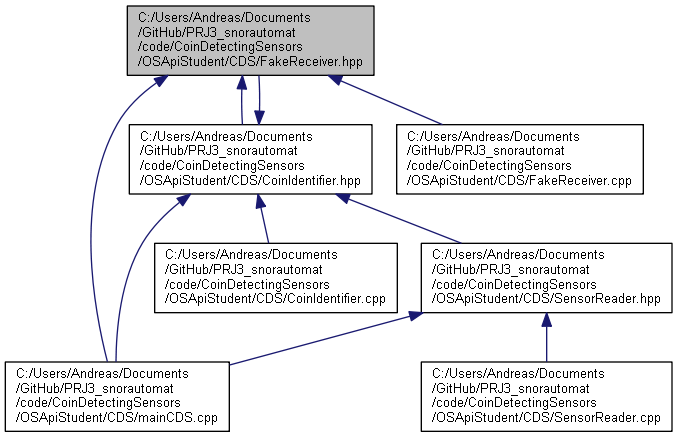 C:/Users/Andreas/Documents
/GitHub/PRJ3_snorautomat
/code/CoinDetectingSensors
/OSApiStudent/CDS/FakeReceiver.hpp
C:/Users/Andreas/Documents
/GitHub/PRJ3_snorautomat
/code/CoinDetectingSensors
/OSApiStudent/CDS/CoinIdentifier.hpp
C:/Users/Andreas/Documents
/GitHub/PRJ3_snorautomat
/code/CoinDetectingSensors
/OSApiStudent/CDS/FakeReceiver.cpp
C:/Users/Andreas/Documents
/GitHub/PRJ3_snorautomat
/code/CoinDetectingSensors
/OSApiStudent/CDS/CoinIdentifier.cpp
C:/Users/Andreas/Documents
/GitHub/PRJ3_snorautomat
/code/CoinDetectingSensors
/OSApiStudent/CDS/SensorReader.hpp
C:/Users/Andreas/Documents
/GitHub/PRJ3_snorautomat
/code/CoinDetectingSensors
/OSApiStudent/CDS/mainCDS.cpp
C:/Users/Andreas/Documents
/GitHub/PRJ3_snorautomat
/code/CoinDetectingSensors
/OSApiStudent/CDS/SensorReader.cpp